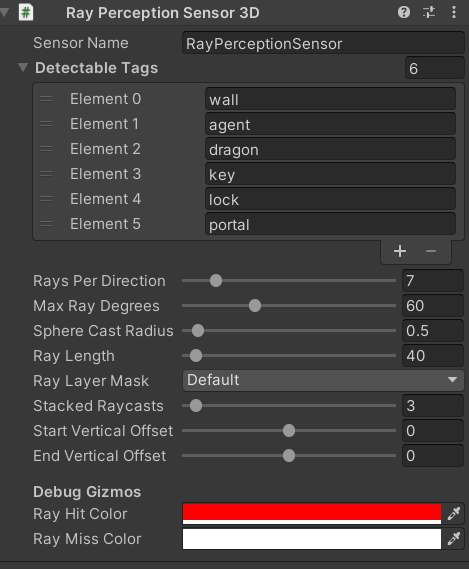 Ray Perception Sensor 3D
Sensor Name RayPerceptionSensor
Detectable Tags 6
Element 0 wall
Element 1 agent
Element 2 dragon
Element 3 key
Element 4 lock
Element 5 portal
+ −
Rays Per Direction 7
Max Ray Degrees 60
Sphere Cast Radius 0.5
Ray Length 40
Ray Layer Mask Default
Stacked Raycasts 3
Start Vertical Offset 0
End Vertical Offset 0
Debug Gizmos
Ray Hit Color
Ray Miss Color